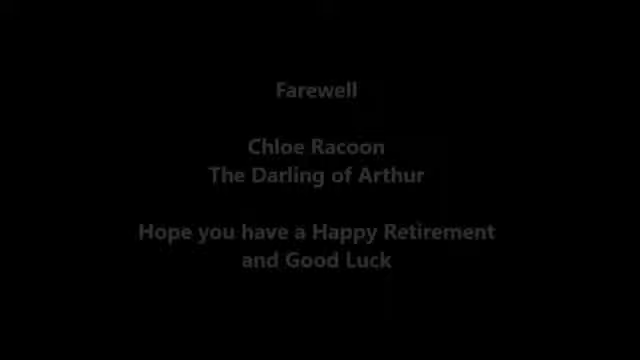 Farewell
Chloe Racoon
The Darling of Arthur
Hope you have a Happy Retirement
and Good Luck